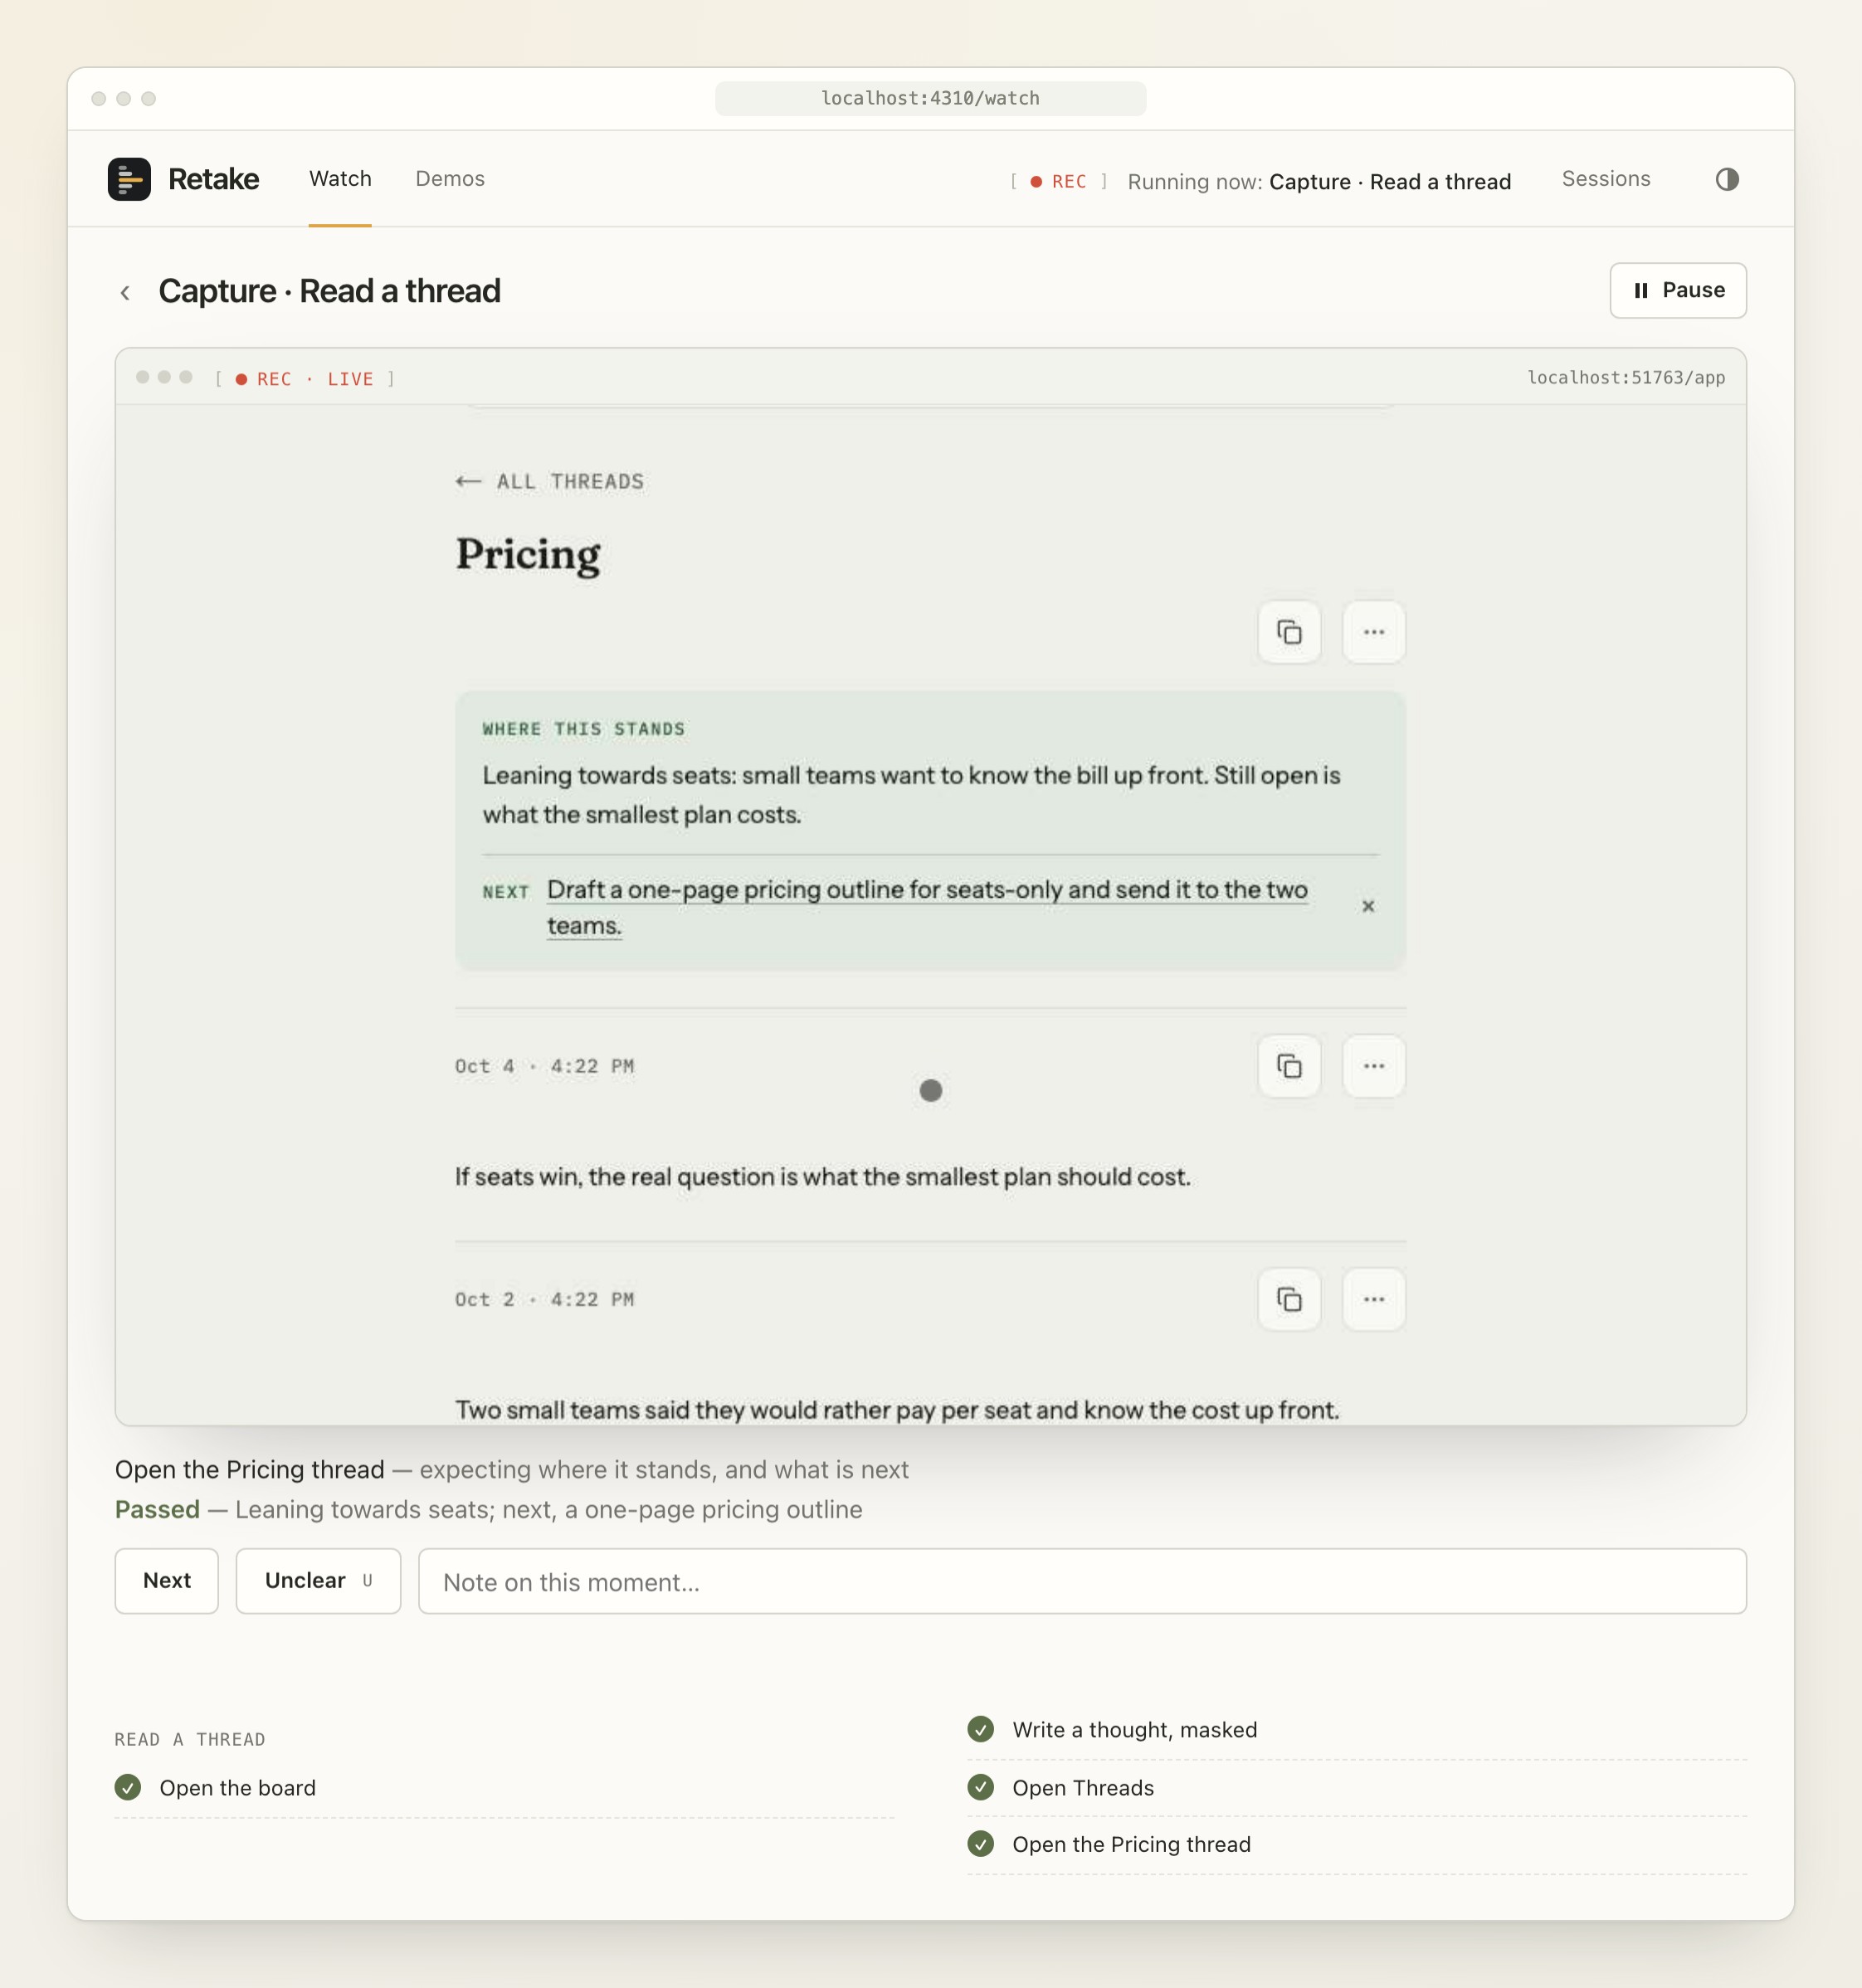 localhost:4310/watch
Retake
Watch
Demos
[ ● REC ] Running now: Capture · Read a thread
Sessions
‹ Capture · Read a thread
Pause
[ ● REC · LIVE ]
localhost:51763/app
← ALL THREADS
Pricing
WHERE THIS STANDS
Leaning towards seats: small teams want to know the bill up front. Still open is
what the smallest plan costs.
NEXT Draft a one-page pricing outline for seats-only and send it to the two
teams.
×
Oct 4 · 4:22 PM
If seats win, the real question is what the smallest plan should cost.
Oct 2 · 4:22 PM
Two small teams said they would rather pay per seat and know the cost up front.
Open the Pricing thread — expecting where it stands, and what is next
Passed — Leaning towards seats; next, a one-page pricing outline
Next
Unclear U
Note on this moment...
READ A THREAD
Open the board
Write a thought, masked
Open Threads
Open the Pricing thread